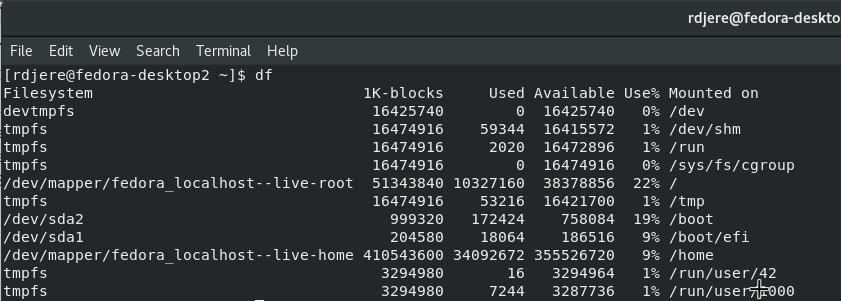 rdjere@fedora-deskto
File Edit View Search Terminal Help
[rdjere@fedora-desktop2 ~]$ df
Filesystem 1K-blocks Used Available Use% Mounted on
devtmpfs 16425740 0 16425740 0% /dev
tmpfs 16474916 59344 16415572 1% /dev/shm
tmpfs 16474916 2020 16472896 1% /run
tmpfs 16474916 0 16474916 0% /sys/fs/cgroup
/dev/mapper/fedora_localhost--live-root 51343840 10327160 38378856 22% /
tmpfs 16474916 53216 16421700 1% /tmp
/dev/sda2 999320 172424 758084 19% /boot
/dev/sda1 204580 18064 186516 9% /boot/efi
/dev/mapper/fedora_localhost--live-home 410543600 34092672 355526720 9% /home
tmpfs 3294980 16 3294964 1% /run/user/42
tmpfs 3294980 7244 3287736 1% /run/user/1000